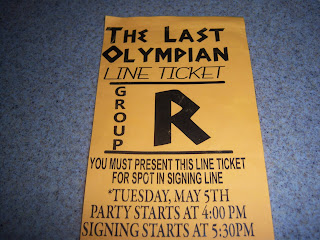 THE LAST
OLYMPIAN
LINE TICKET
GROUP
R
YOU MUST PRESENT THIS LINE TICKET
FOR SPOT IN SIGNING LINE
*TUESDAY, MAY 5TH
PARTY STARTS AT 4:00 PM
SIGNING STARTS AT 5:30PM